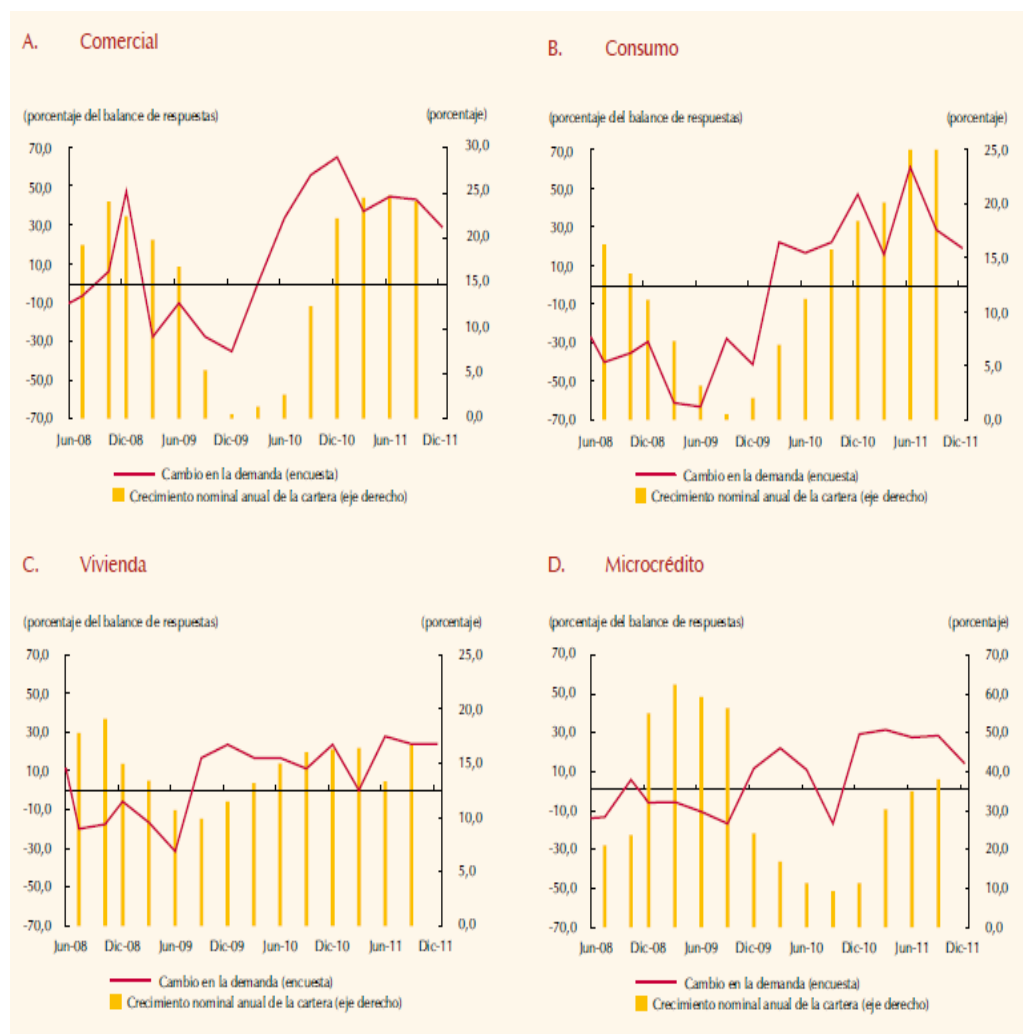 A. Comercial
(porcentaje del balance de respuestas) (porcentaje)
70,0 30,0
50,0 25,0
30,0 20,0
10,0 15,0
-10,0 10,0
-30,0 5,0
-50,0 0,0
-70,0
Jun-08 Dic-08 Jun-09 Dic-09 Jun-10 Dic-10 Jun-11 Dic-11
Cambio en la demanda (encuesta)
Crecimiento nominal anual de la cartera (eje derecho)
B. Consumo
(porcentaje del balance de respuestas) (porcentaje)
70,0 25,0
50,0 20,0
30,0 15,0
10,0 10,0
-10,0 5,0
-30,0 0,0
-50,0
-70,0
Jun-08 Dic-08 Jun-09 Dic-09 Jun-10 Dic-10 Jun-11 Dic-11
Cambio en la demanda (encuesta)
Crecimiento nominal anual de la cartera (eje derecho)
C. Vivienda
(porcentaje del balance de respuestas) (porcentaje)
70,0 25,0
50,0 20,0
30,0 15,0
10,0 10,0
-10,0 5,0
-30,0 0,0
-50,0
-70,0
Jun-08 Dic-08 Jun-09 Dic-09 Jun-10 Dic-10 Jun-11 Dic-11
Cambio en la demanda (encuesta)
Crecimiento nominal anual de la cartera (eje derecho)
D. Microcrédito
(porcentaje del balance de respuestas) (porcentaje)
70,0 70,0
50,0 60,0
30,0 50,0
10,0 40,0
-10,0 30,0
-30,0 20,0
-50,0 10,0
-70,0 0,0
Jun-08 Dic-08 Jun-09 Dic-09 Jun-10 Dic-10 Jun-11 Dic-11
Cambio en la demanda (encuesta)
Crecimiento nominal anual de la cartera (eje derecho)